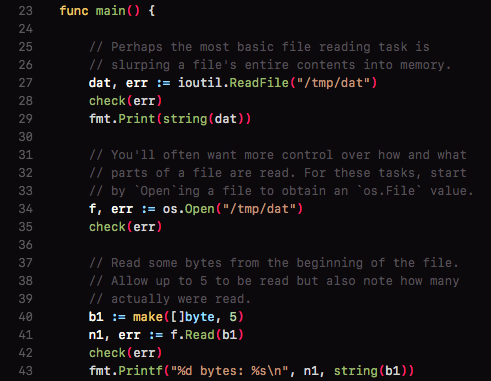 23 func main() {
24
25 // Perhaps the most basic file reading task is
26 // slurping a file's entire contents into memory.
27 dat, err := ioutil.ReadFile("/tmp/dat")
28 check(err)
29 fmt.Print(string(dat))
30
31 // You'll often want more control over how and what
32 // parts of a file are read. For these tasks, start
33 // by `Open`ing a file to obtain an `os.File` value.
34 f, err := os.Open("/tmp/dat")
35 check(err)
36
37 // Read some bytes from the beginning of the file.
38 // Allow up to 5 to be read but also note how many
39 // actually were read.
40 b1 := make([]byte, 5)
41 n1, err := f.Read(b1)
42 check(err)
43 fmt.Printf("%d bytes: %s\n", n1, string(b1))